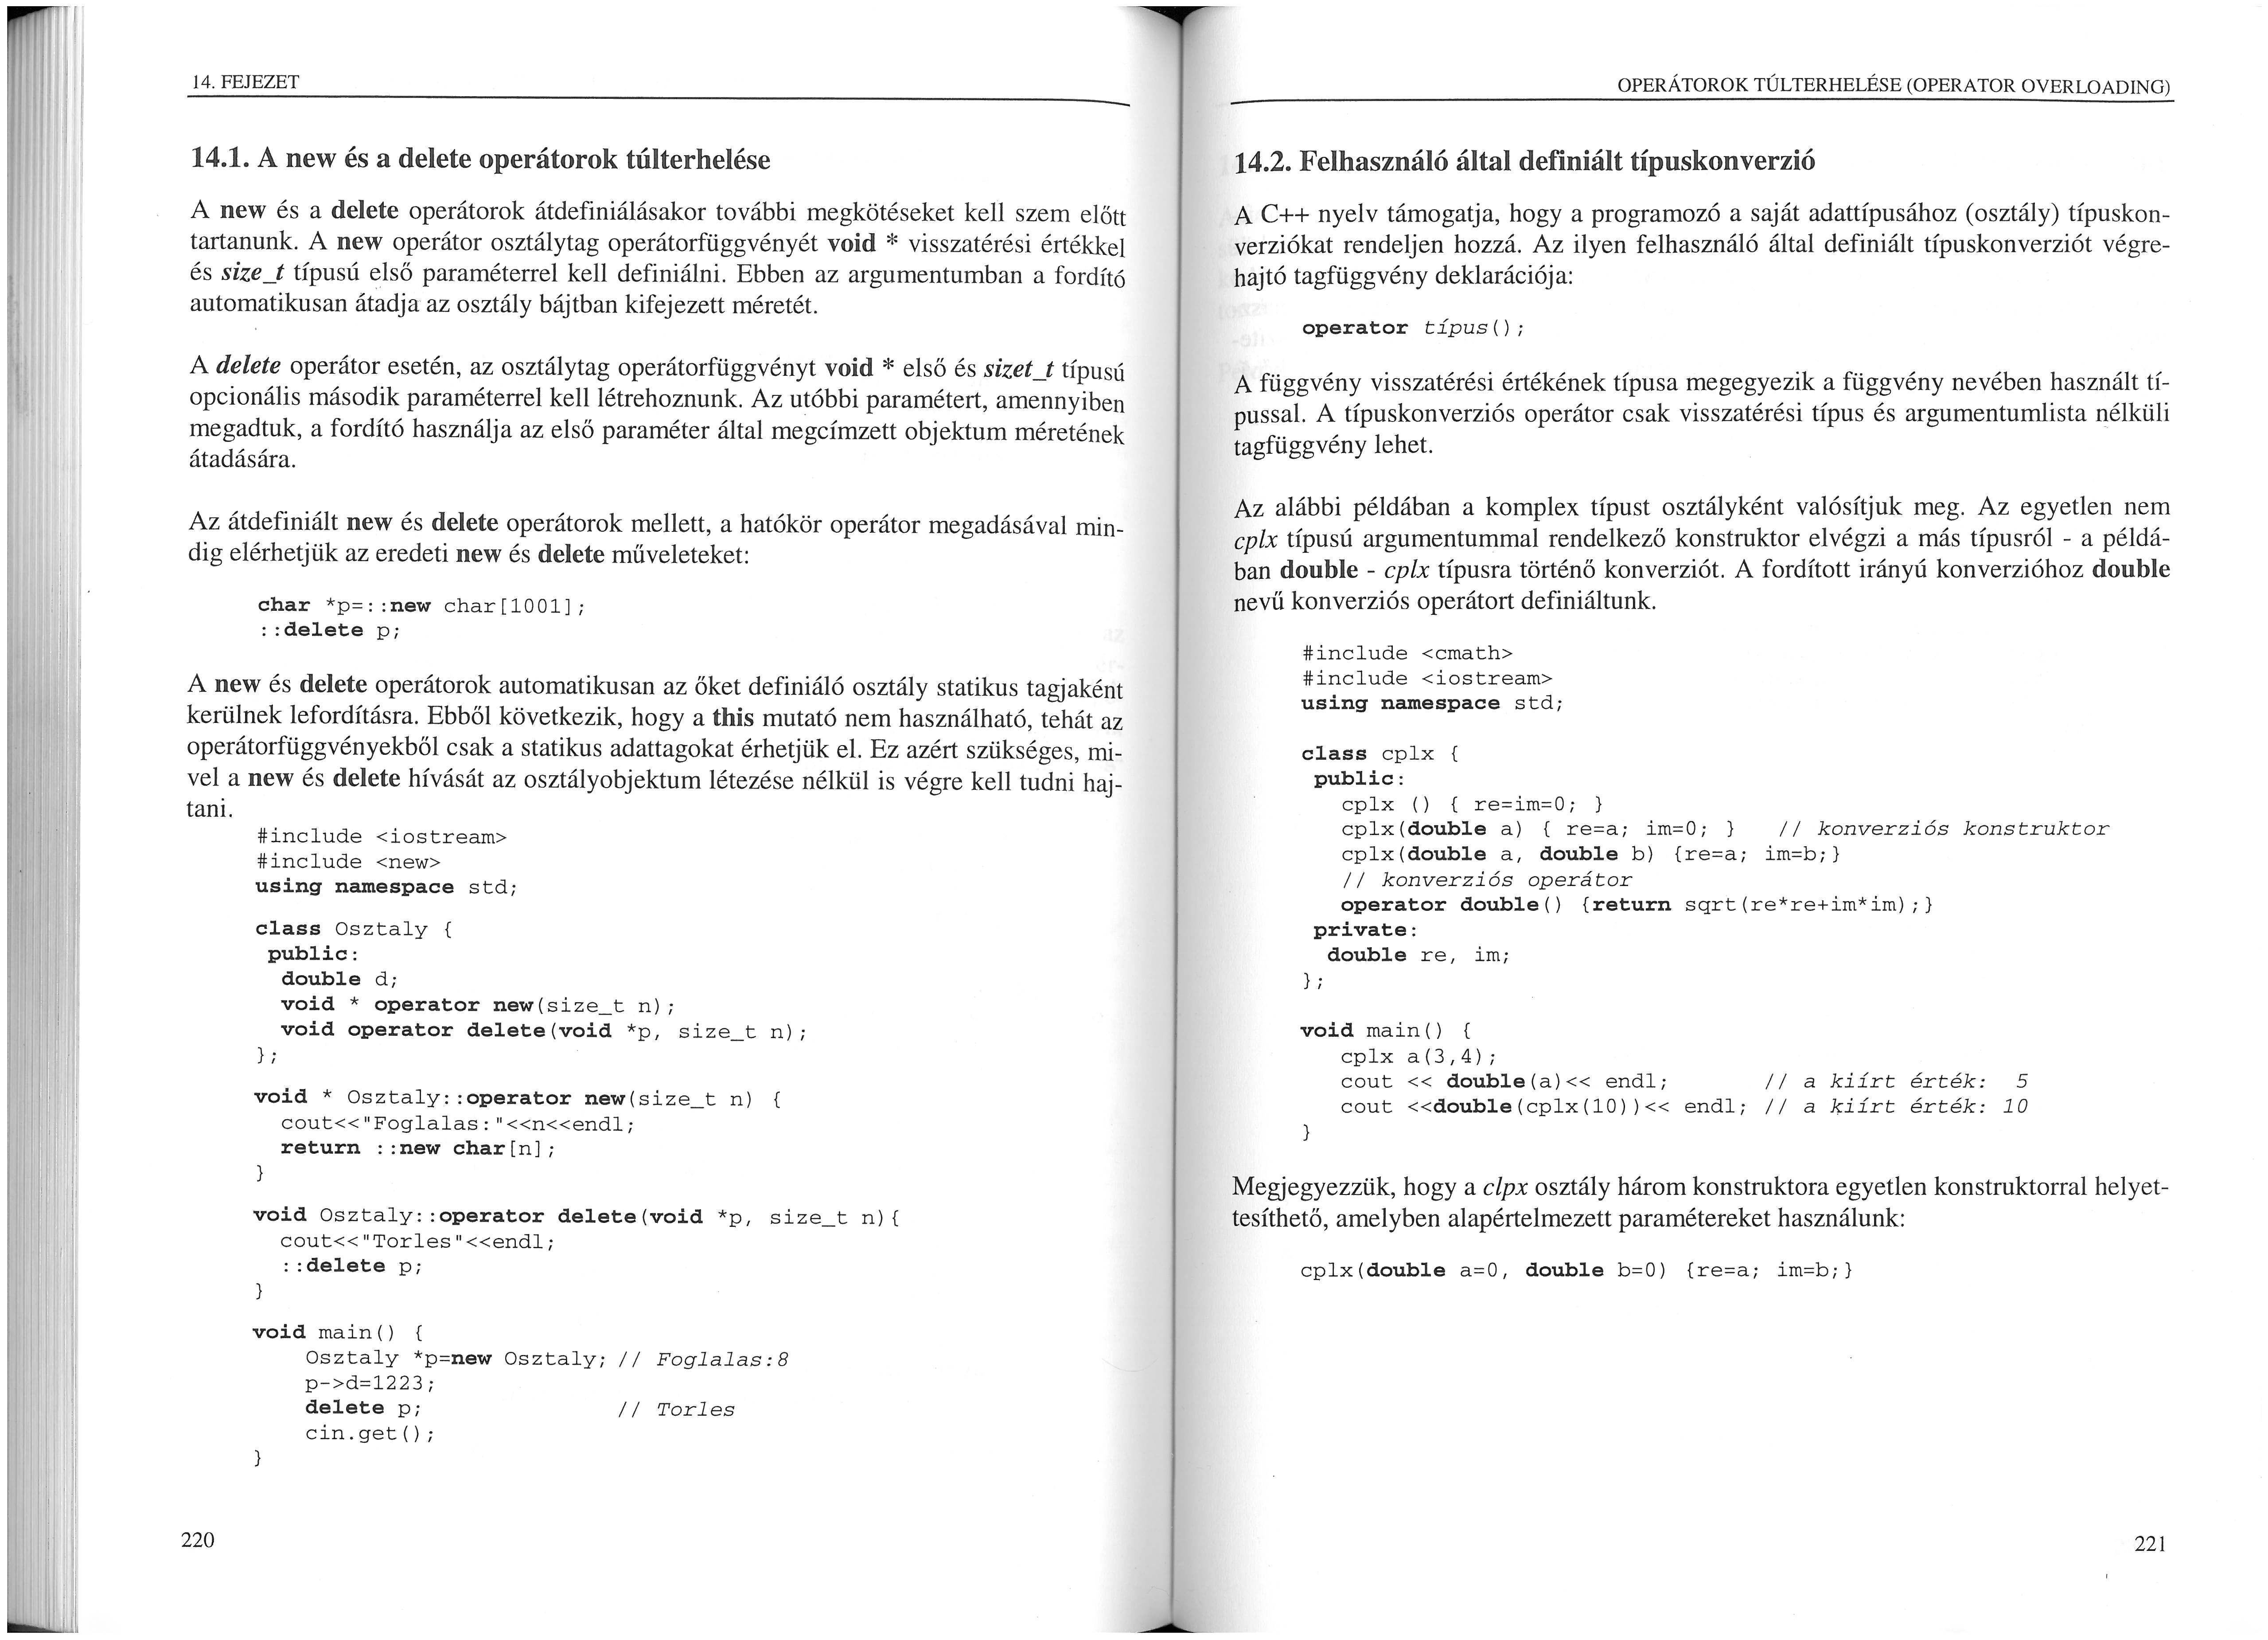 14. FEJEZET
14.1. A new és a delete operátorok túlterhelése
A new és a delete operátorok átdefiniálásakor további megkötéseket kell szem előtt
tartanunk. A new operátor osztálytag operátorfüggvényét void * visszatérési értékkel
és size_t típusú első paraméterrel kell definiálni. Ebben az argumentumban a fordító
automatikusan átadja az osztály bájtban kifejezett méretét.
A delete operátor esetén, az osztálytag operátorfüggvényt void * első és sizet_t típusú
opcionális második paraméterrel kell létrehoznunk. Az utóbbi paramétert, amennyiben
megadtuk, a fordító használja az első paraméter által megcímzett objektum méretének
átadására.
Az átdefiniált new és delete operátorok mellett, a hatókör operátor megadásával min-
dig elérhetjük az eredeti new és delete műveleteket:
char *p=::new char[1001];
::delete p;
A new és delete operátorok automatikusan az őket definiáló osztály statikus tagjaként
kerülnek lefordításra. Ebből következik, hogy a this mutató nem használható, tehát az
operátorfüggvényekből csak a statikus adattagokat érhetjük el. Ez azért szükséges, mi-
vel a new és delete hívását az osztályobjektum létezése nélkül is végre kell tudni haj-
tani.
#include <iostream>
#include <new>
using namespace std;
class Osztaly {
public:
double d;
void * operator new(size_t n);
void operator delete(void *p, size_t n);
};
void * Osztaly::operator new(size_t n) {
cout<<"Foglalas:"<<n<<endl;
return ::new char[n];
}
void Osztaly::operator delete(void *p, size_t n){
cout<<"Torles"<<endl;
::delete p;
}
void main() {
Osztaly *p=new Osztaly; // Foglalas:8
p->d=1223;
delete p; // Torles
cin.get();
}
220
OPERÁTOROK TÚLTERHELÉSE (OPERATOR OVERLOADING)
14.2. Felhasználó által definiált típuskonverzió
A C++ nyelv támogatja, hogy a programozó a saját adattípusához (osztály) típuskon-
verziókat rendeljen hozzá. Az ilyen felhasználó által definiált típuskonverziót végre-
hajtó tagfüggvény deklarációja:
operator típus();
A függvény visszatérési értékének típusa megegyezik a függvény nevében használt tí-
pussal. A típuskonverziós operátor csak visszatérési típus és argumentumlista nélküli
tagfüggvény lehet.
Az alábbi példában a komplex típust osztályként valósítjuk meg. Az egyetlen nem
cplx típusú argumentummal rendelkező konstruktor elvégzi a más típusról - a példá-
ban double - cplx típusra történő konverziót. A fordított irányú konverzióhoz double
nevű konverziós operátort definiáltunk.
#include <cmath>
#include <iostream>
using namespace std;
class cplx {
public:
cplx () { re=im=0; }
cplx(double a) { re=a; im=0; } // konverziós konstruktor
cplx(double a, double b) {re=a; im=b;}
// konverziós operátor
operator double() {return sqrt(re*re+im*im);}
private:
double re, im;
};
void main() {
cplx a(3,4);
cout << double(a)<< endl; // a kiírt érték: 5
cout <<double(cplx(10))<< endl; // a kiírt érték: 10
}
Megjegyezzük, hogy a clpx osztály három konstruktora egyetlen konstruktorral helyet-
tesíthető, amelyben alapértelmezett paramétereket használunk:
cplx(double a=0, double b=0) {re=a; im=b;}
221